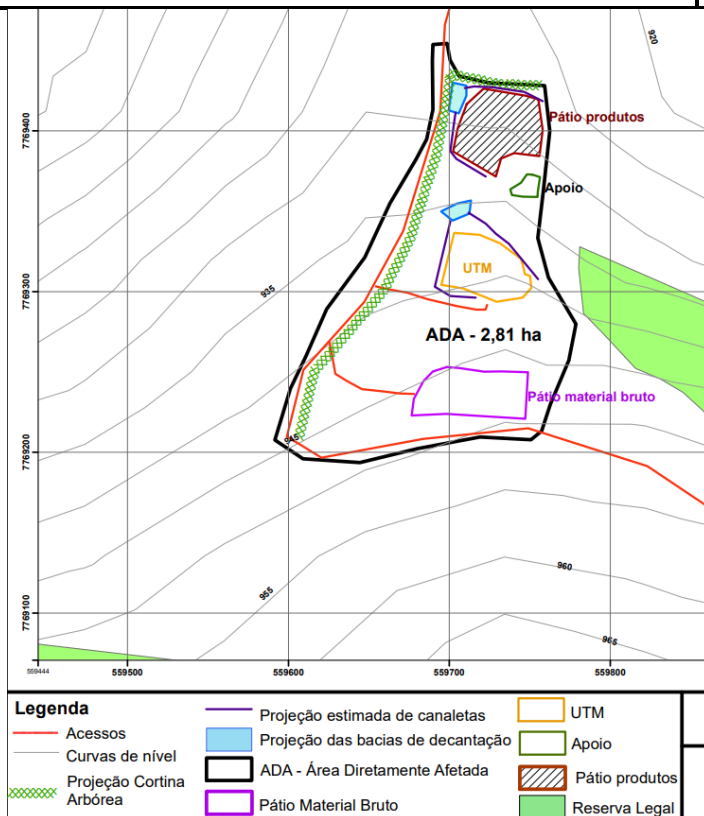 920
7769400
Pátio produtos
Apoio
UTM
7769300
935
ADA - 2,81 ha
Pátio material bruto
945
7769200
960
955
7769100
965
559444
559500
559600
559700
559800
Legenda
Acessos
Curvas de nível
Projeção Cortina
Arbórea
Projeção estimada de canaletas
Projeção das bacias de decantação
ADA - Área Diretamente Afetada
Pátio Material Bruto
UTM
Apoio
Pátio produtos
Reserva Legal